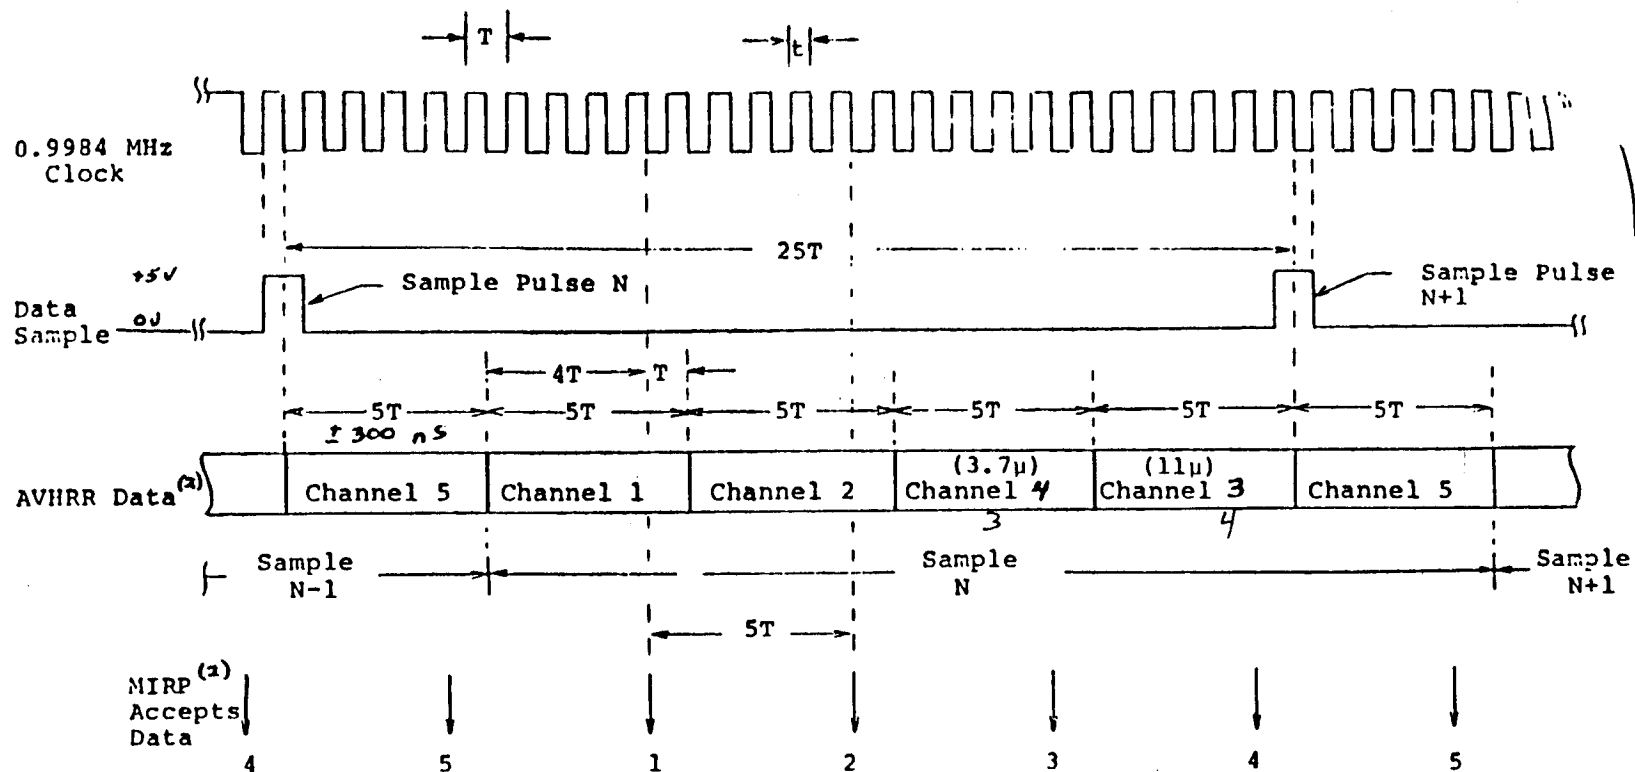 T
t
0.9984 MHz
Clock
25T
+5V
Sample Pulse N
Sample Pulse
N+1
Data
Sample
0V
4T
T
5T
5T
5T
5T
5T
5T
± 300 ns
AVHRR Data(2)
Channel 5
Channel 1
Channel 2
(3.7µ)
Channel 4
3
(11µ)
Channel 3
4
Channel 5
Sample
N-1
Sample
N
Sample
N+1
5T
MIRP(2)
Accepts
Data
4
5
1
2
3
4
5